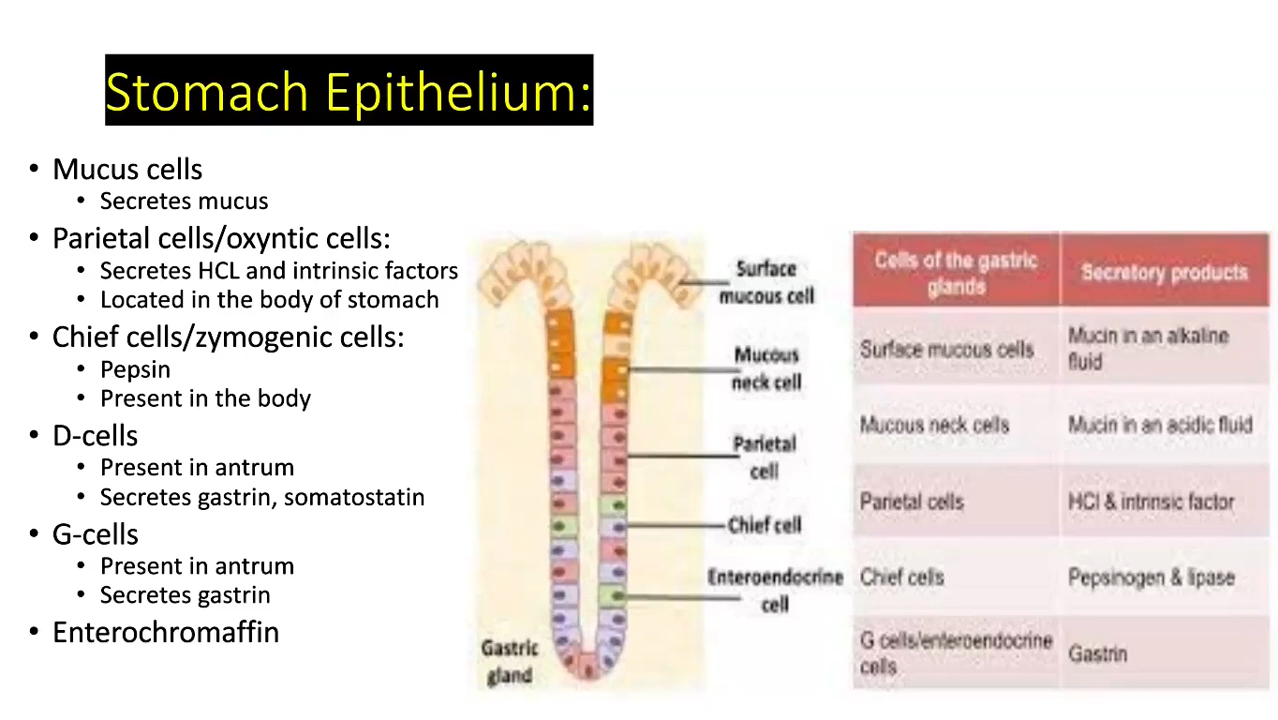 Stomach Epithelium:
• Mucus cells
• Secretes mucus
• Parietal cells/oxyntic cells:
• Secretes HCL and intrinsic factors
• Located in the body of stomach
• Chief cells/zymogenic cells:
• Pepsin
• Present in the body
• D-cells
• Present in antrum
• Secretes gastrin, somatostatin
• G-cells
• Present in antrum
• Secretes gastrin
• Enterochromaffin
Surface
mucous cell
Mucous
neck cell
Parietal
cell
Chief cell
Enteroendocrine
cell
Gastric
gland
Cells of the gastric
glands
Secretory products
Surface mucous cells
Mucin in an alkaline
fluid
Mucous neck cells
Mucin in an acidic fluid
Parietal cells
HCl & intrinsic factor
Chief cells
Pepsinogen & lipase
G cells/enteroendocrine
cells
Gastrin